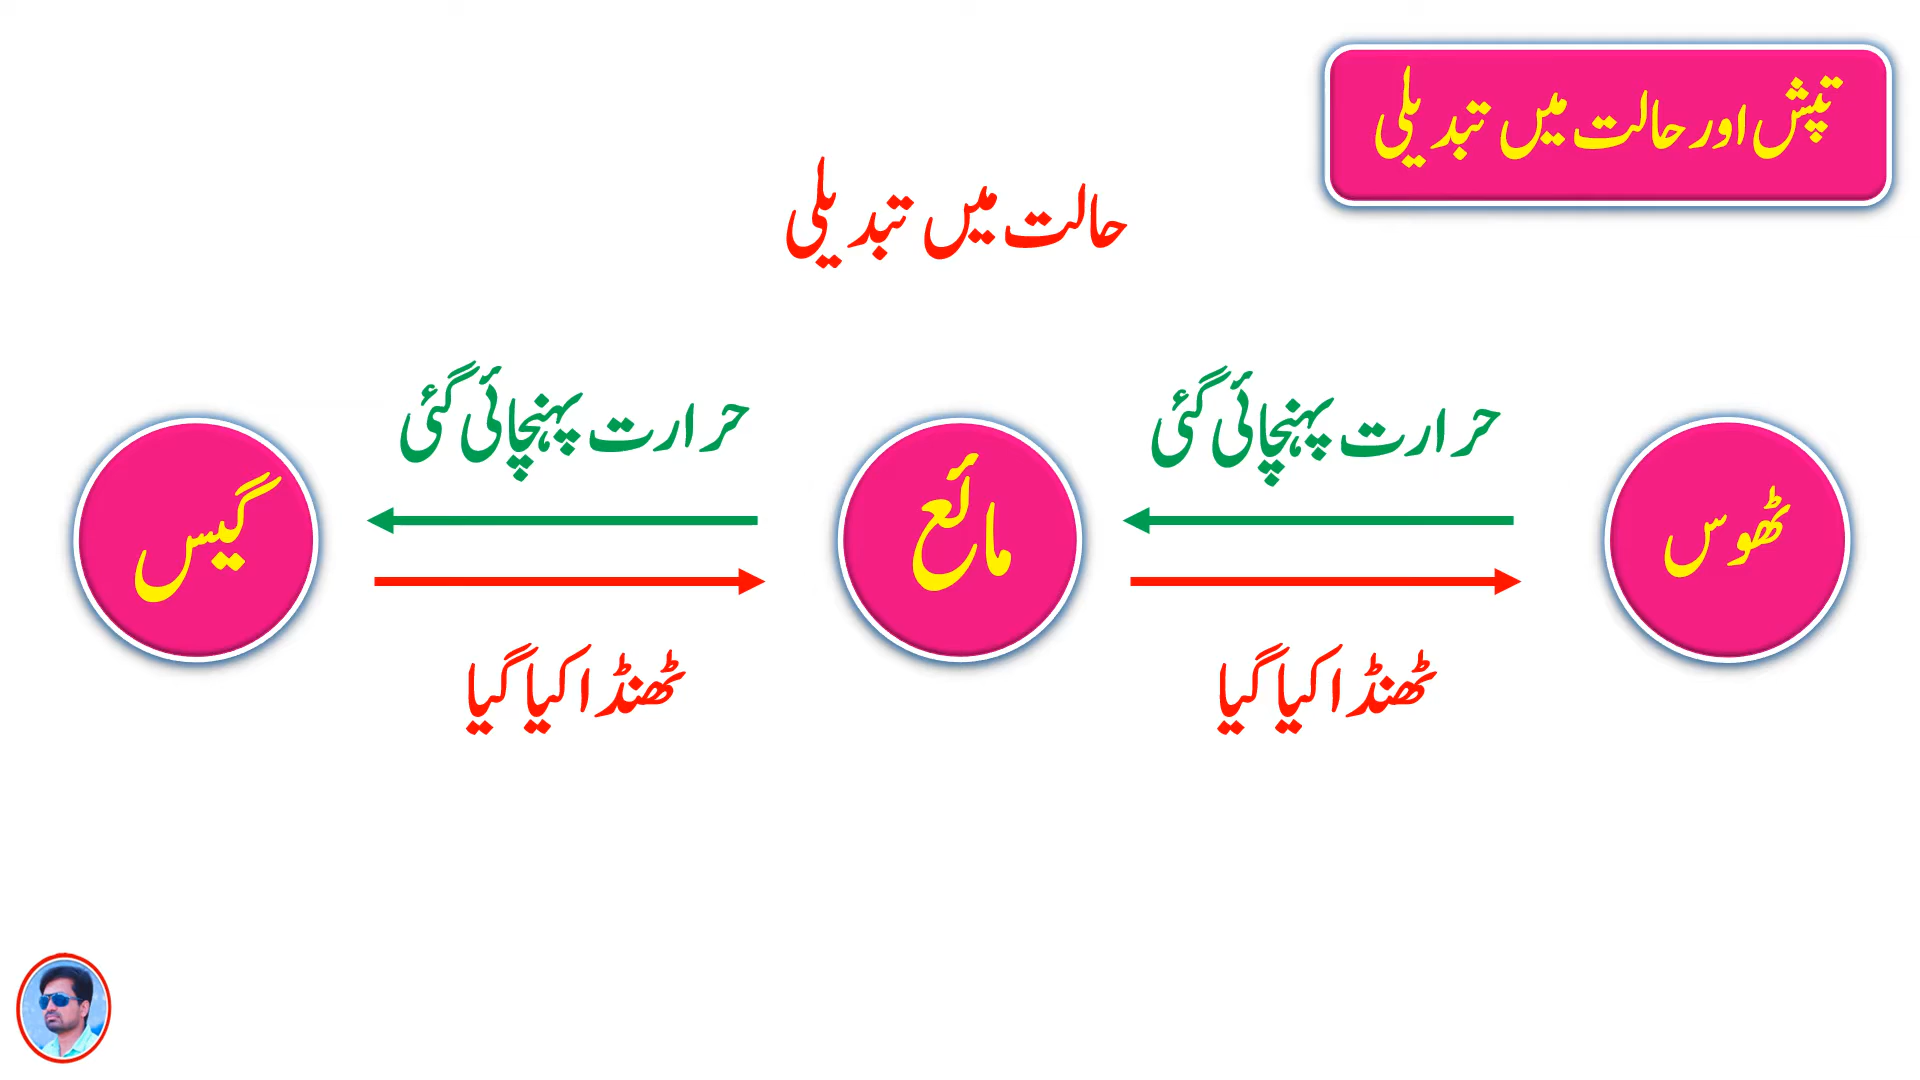 تپش اور حالت میں تبدیلی
حالت میں تبدیلی
حرارت پہنچائی گئی
حرارت پہنچائی گئی
ٹھوس
مائع
گیس
ٹھنڈا کیا گیا
ٹھنڈا کیا گیا